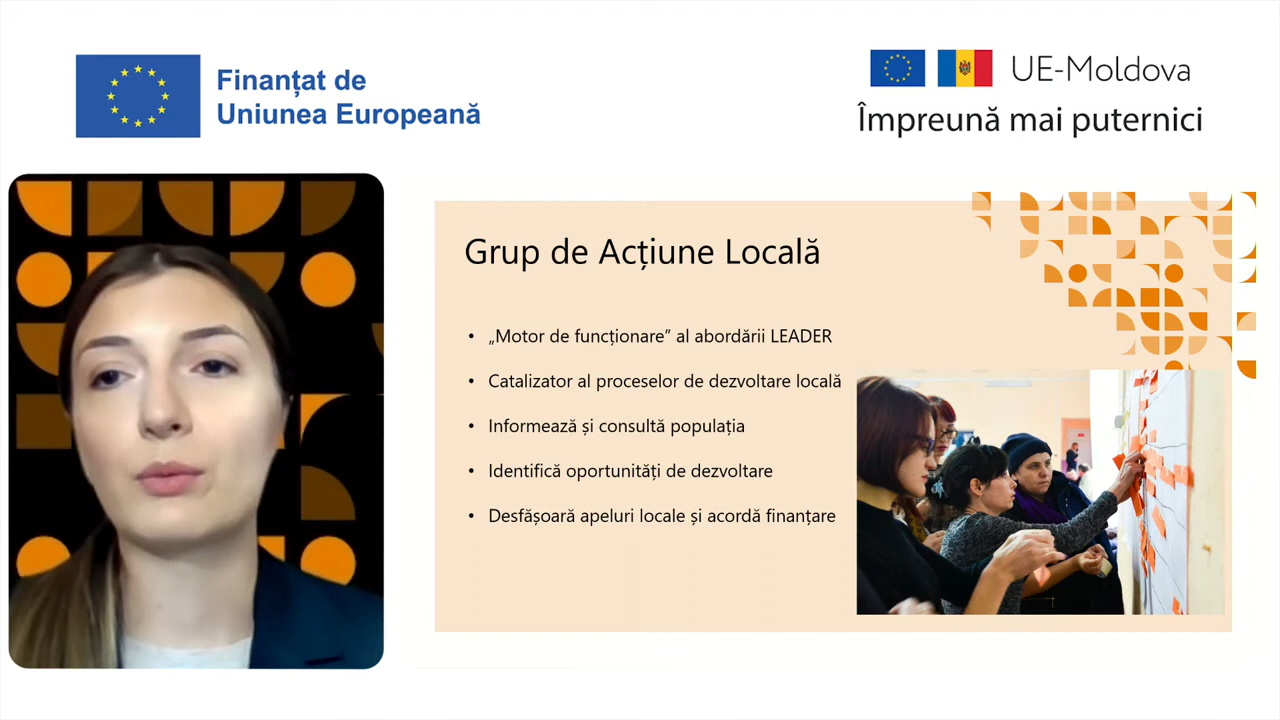 Finanțat de
Uniunea Europeană
UE-Moldova
Împreună mai puternici
Grup de Acțiune Locală
• „Motor de funcționare” al abordării LEADER
• Catalizator al proceselor de dezvoltare locală
• Informează și consultă populația
• Identifică oportunități de dezvoltare
• Desfășoară apeluri locale și acordă finanțare